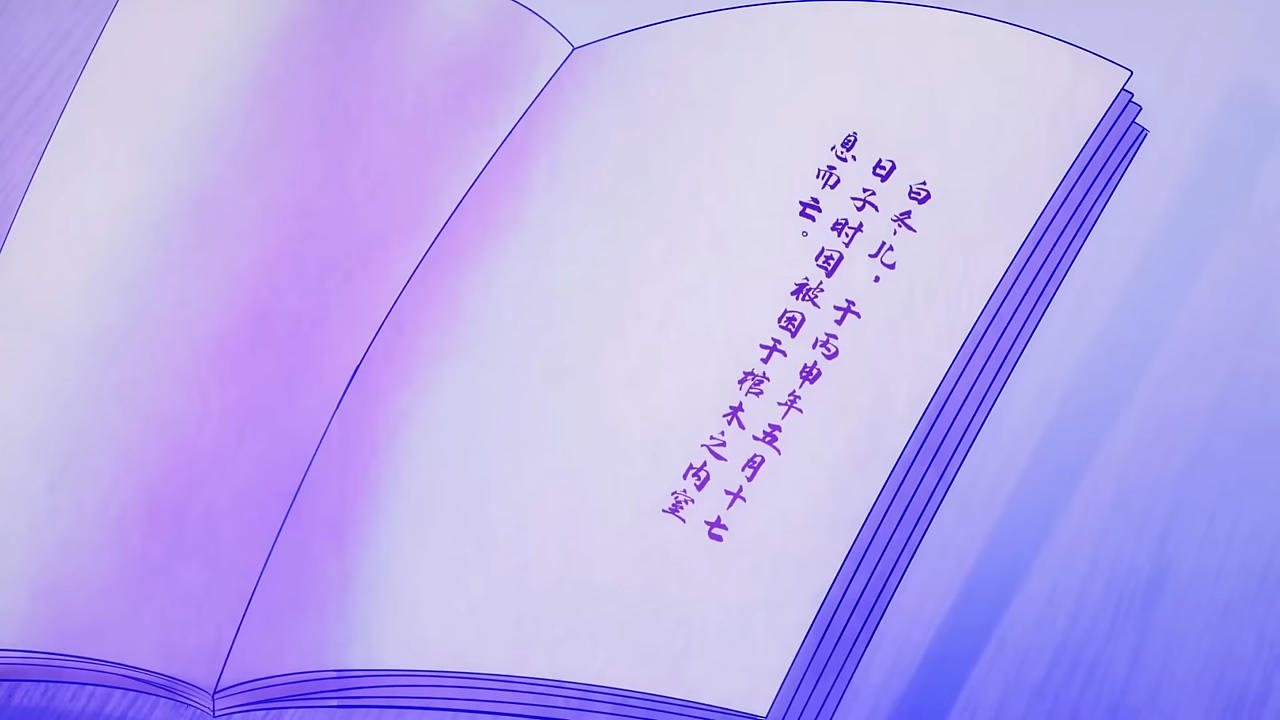 白冬儿，于丙申年五月十七
日子时因被困于棺木之内窒
息而亡。